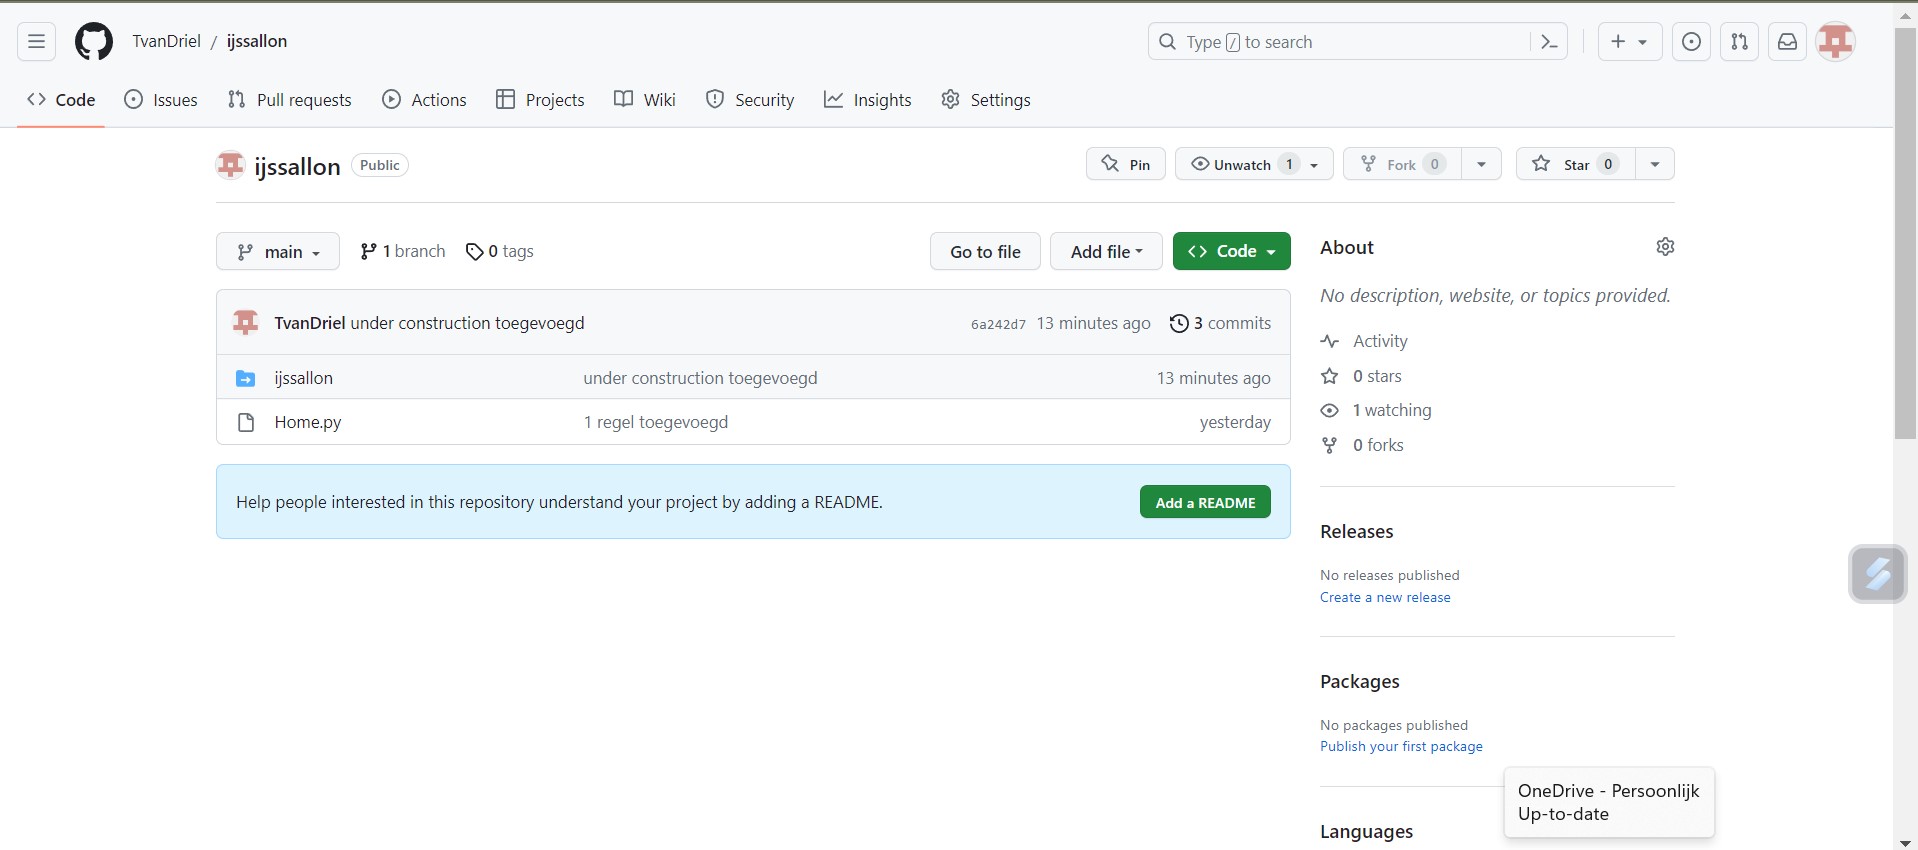 TvanDriel / ijssallon
Type / to search
Code
Issues
Pull requests
Actions
Projects
Wiki
Security
Insights
Settings
ijssallon Public
Pin
Unwatch 1
Fork 0
Star 0
main
1 branch
0 tags
Go to file
Add file
Code
TvanDriel under construction toegevoegd
6a242d7 13 minutes ago
3 commits
ijssallon under construction toegevoegd 13 minutes ago
Home.py 1 regel toegevoegd yesterday
Help people interested in this repository understand your project by adding a README.
Add a README
About
No description, website, or topics provided.
Activity
0 stars
1 watching
0 forks
Releases
No releases published
Create a new release
Packages
No packages published
Publish your first package
Languages
OneDrive - Persoonlijk
Up-to-date